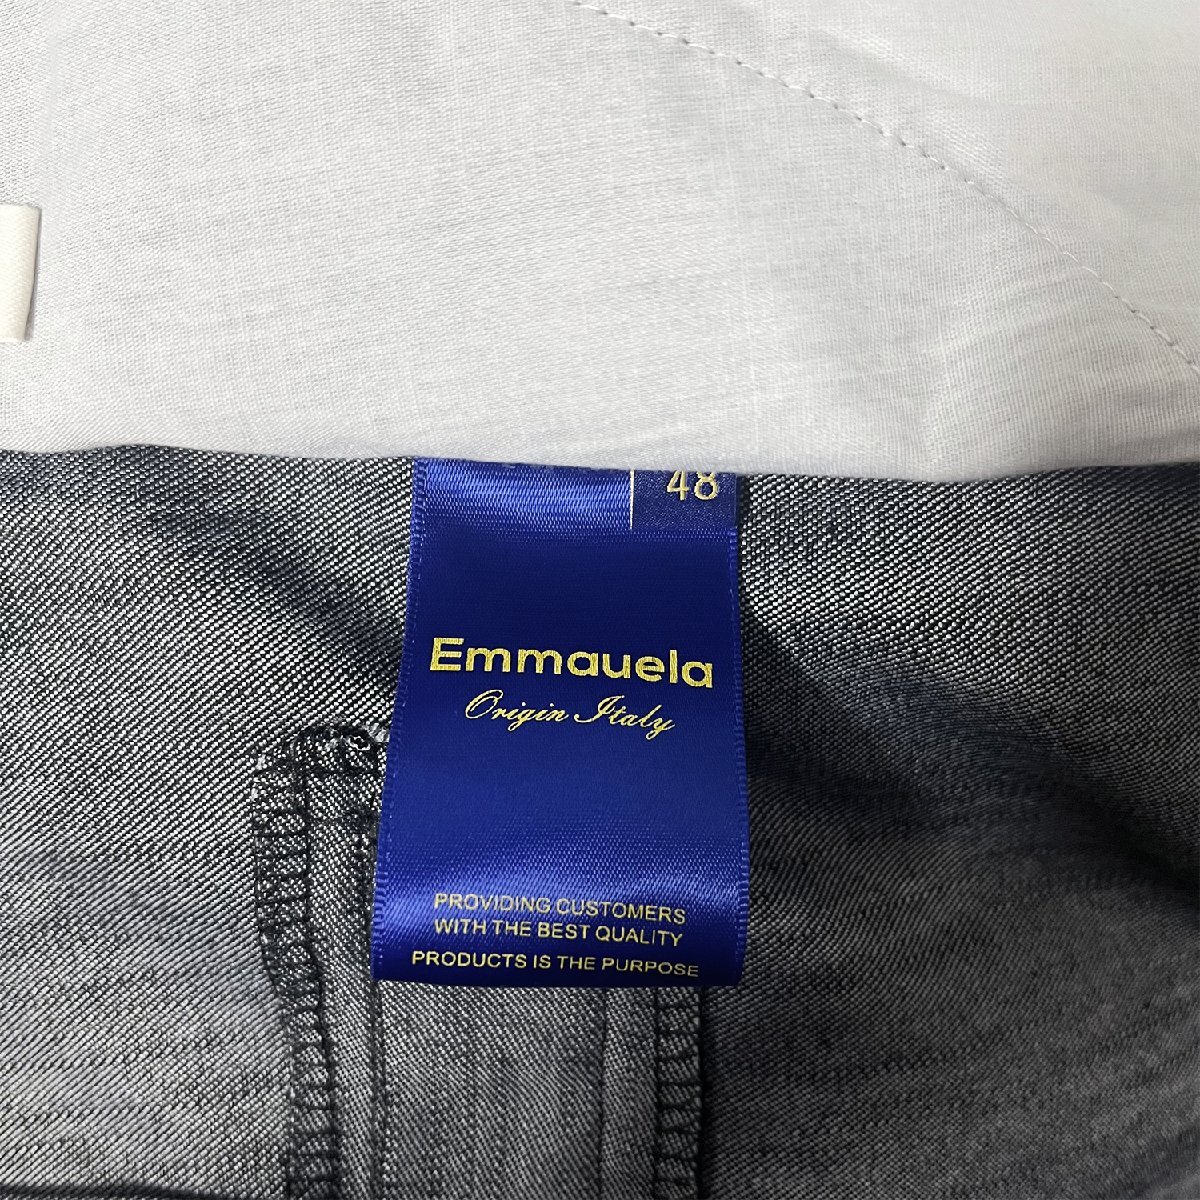 48
Emmauela
Origin Italy
PROVIDING CUSTOMERS
WITH THE BEST QUALITY
PRODUCTS IS THE PURPOSE